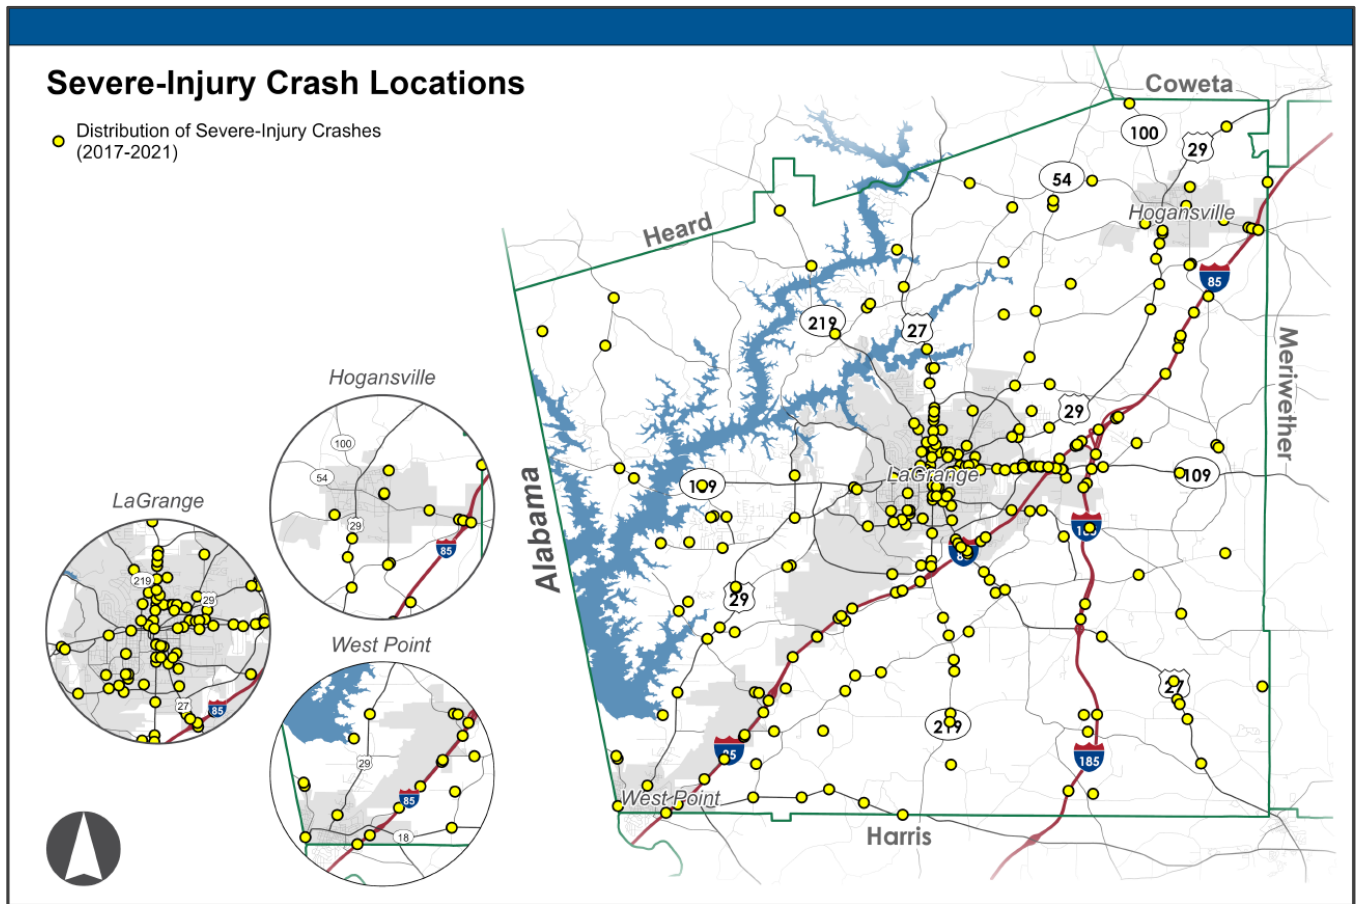 Severe-Injury Crash Locations
Distribution of Severe-Injury Crashes
(2017-2021)
Coweta
100
29
54
Hogansville
Heard
85
219
27
Meriwether
Hogansville
29
100
LaGrange
109
109
54
Alabama
LaGrange
29
85
219
29
85
29
West Point
27
27
85
219
29
185
85
West Point
18
Harris